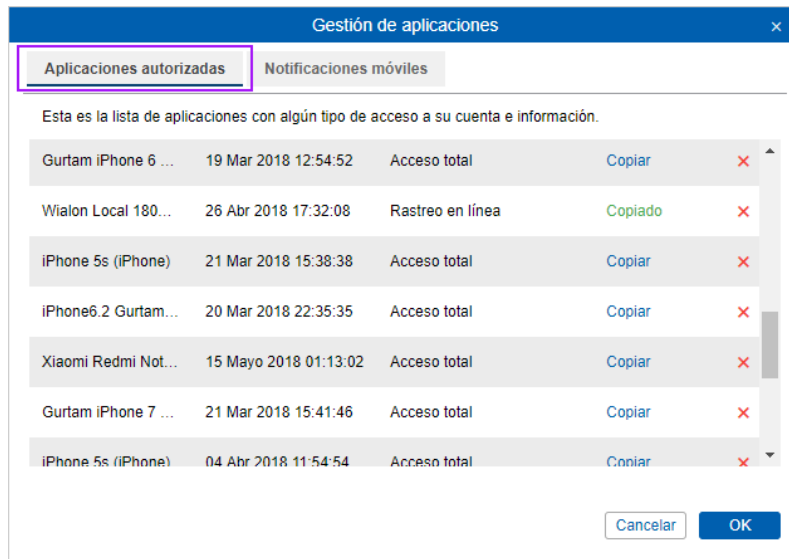 Gestión de aplicaciones ×
Aplicaciones autorizadas Notificaciones móviles
Esta es la lista de aplicaciones con algún tipo de acceso a su cuenta e información.
Gurtam iPhone 6 ... 19 Mar 2018 12:54:52 Acceso total Copiar ×
Wialon Local 180... 26 Abr 2018 17:32:08 Rastreo en línea Copiado ×
iPhone 5s (iPhone) 21 Mar 2018 15:38:38 Acceso total Copiar ×
iPhone6.2 Gurtam... 20 Mar 2018 22:35:35 Acceso total Copiar ×
Xiaomi Redmi Not... 15 Mayo 2018 01:13:02 Acceso total Copiar ×
Gurtam iPhone 7 ... 21 Mar 2018 15:41:46 Acceso total Copiar ×
iPhone 5s (iPhone) 04 Abr 2018 11:54:54 Acceso total Copiar ×
Cancelar OK